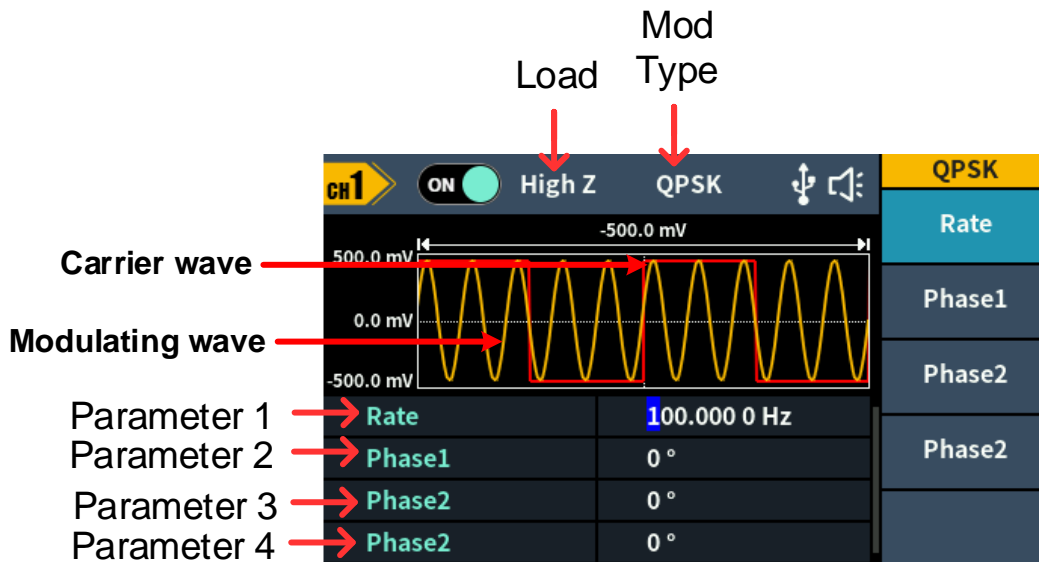 Mod
Type
Load
CH1 ON High Z QPSK
QPSK
-500.0 mV
Rate
500.0 mV
Carrier wave
Phase1
0.0 mV
Modulating wave
Phase2
-500.0 mV
Parameter 1 Rate 100.000 0 Hz
Parameter 2 Phase1 0 °
Phase2
Parameter 3 Phase2 0 °
Parameter 4 Phase2 0 °